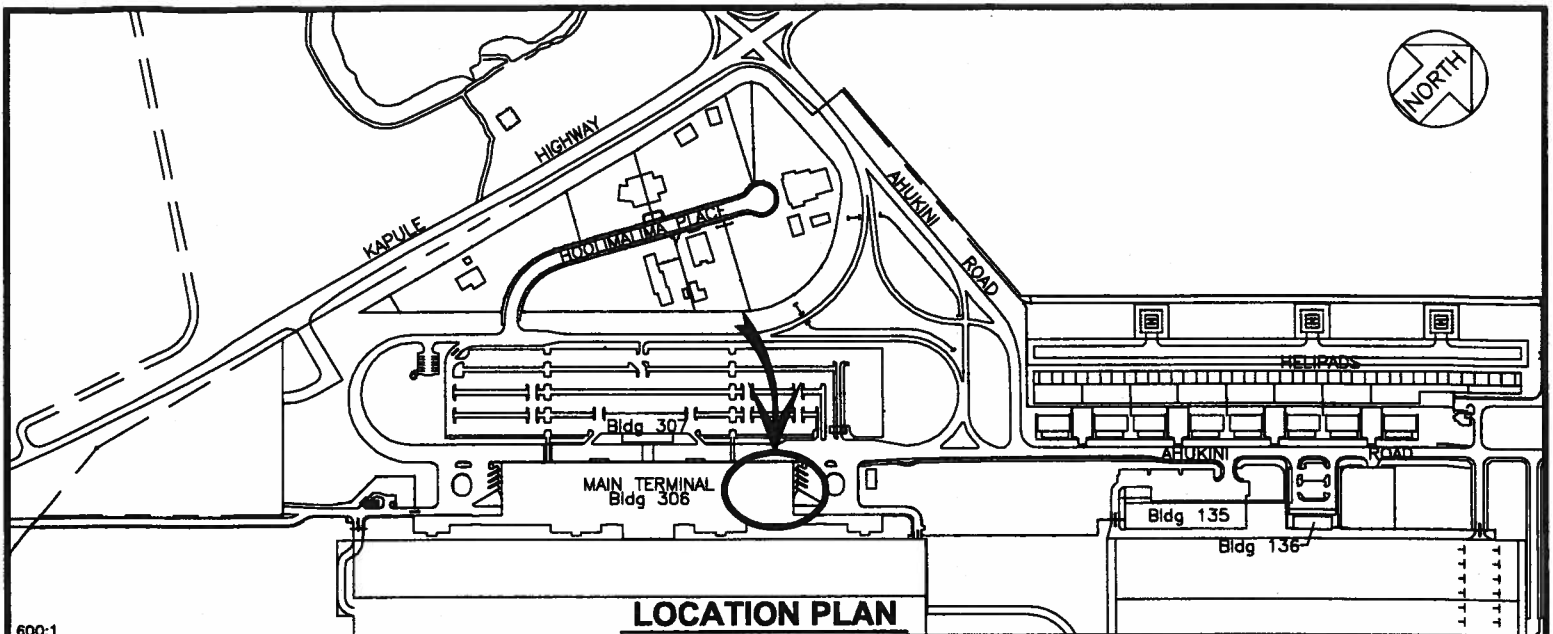 NORTH
KAPULE HIGHWAY
AHUKINI ROAD
HOOLIMALIMA PLACE
HELIPADS
Bldg 307
MAIN TERMINAL
Bldg 306
AHUKINI ROAD
Bldg 135
Bldg 136
LOCATION PLAN
600:1